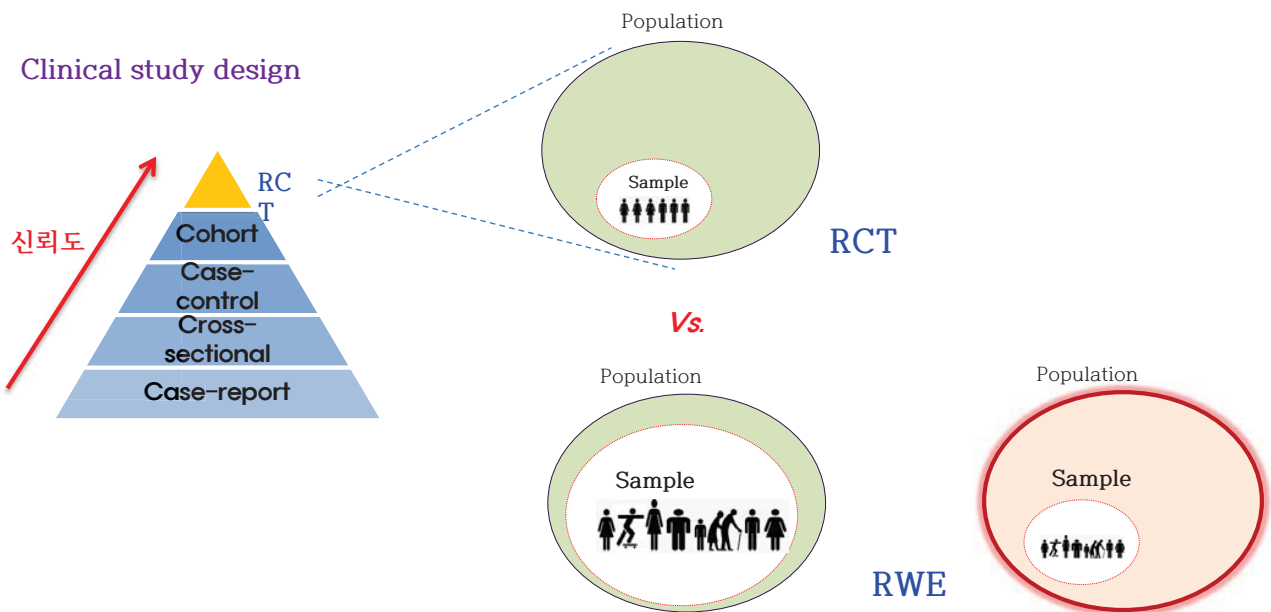 Clinical study design
신뢰도
RC
T
Cohort
Case-
control
Cross-
sectional
Case-report
Population
Sample
RCT
Vs.
Population
Sample
RWE
Population
Sample